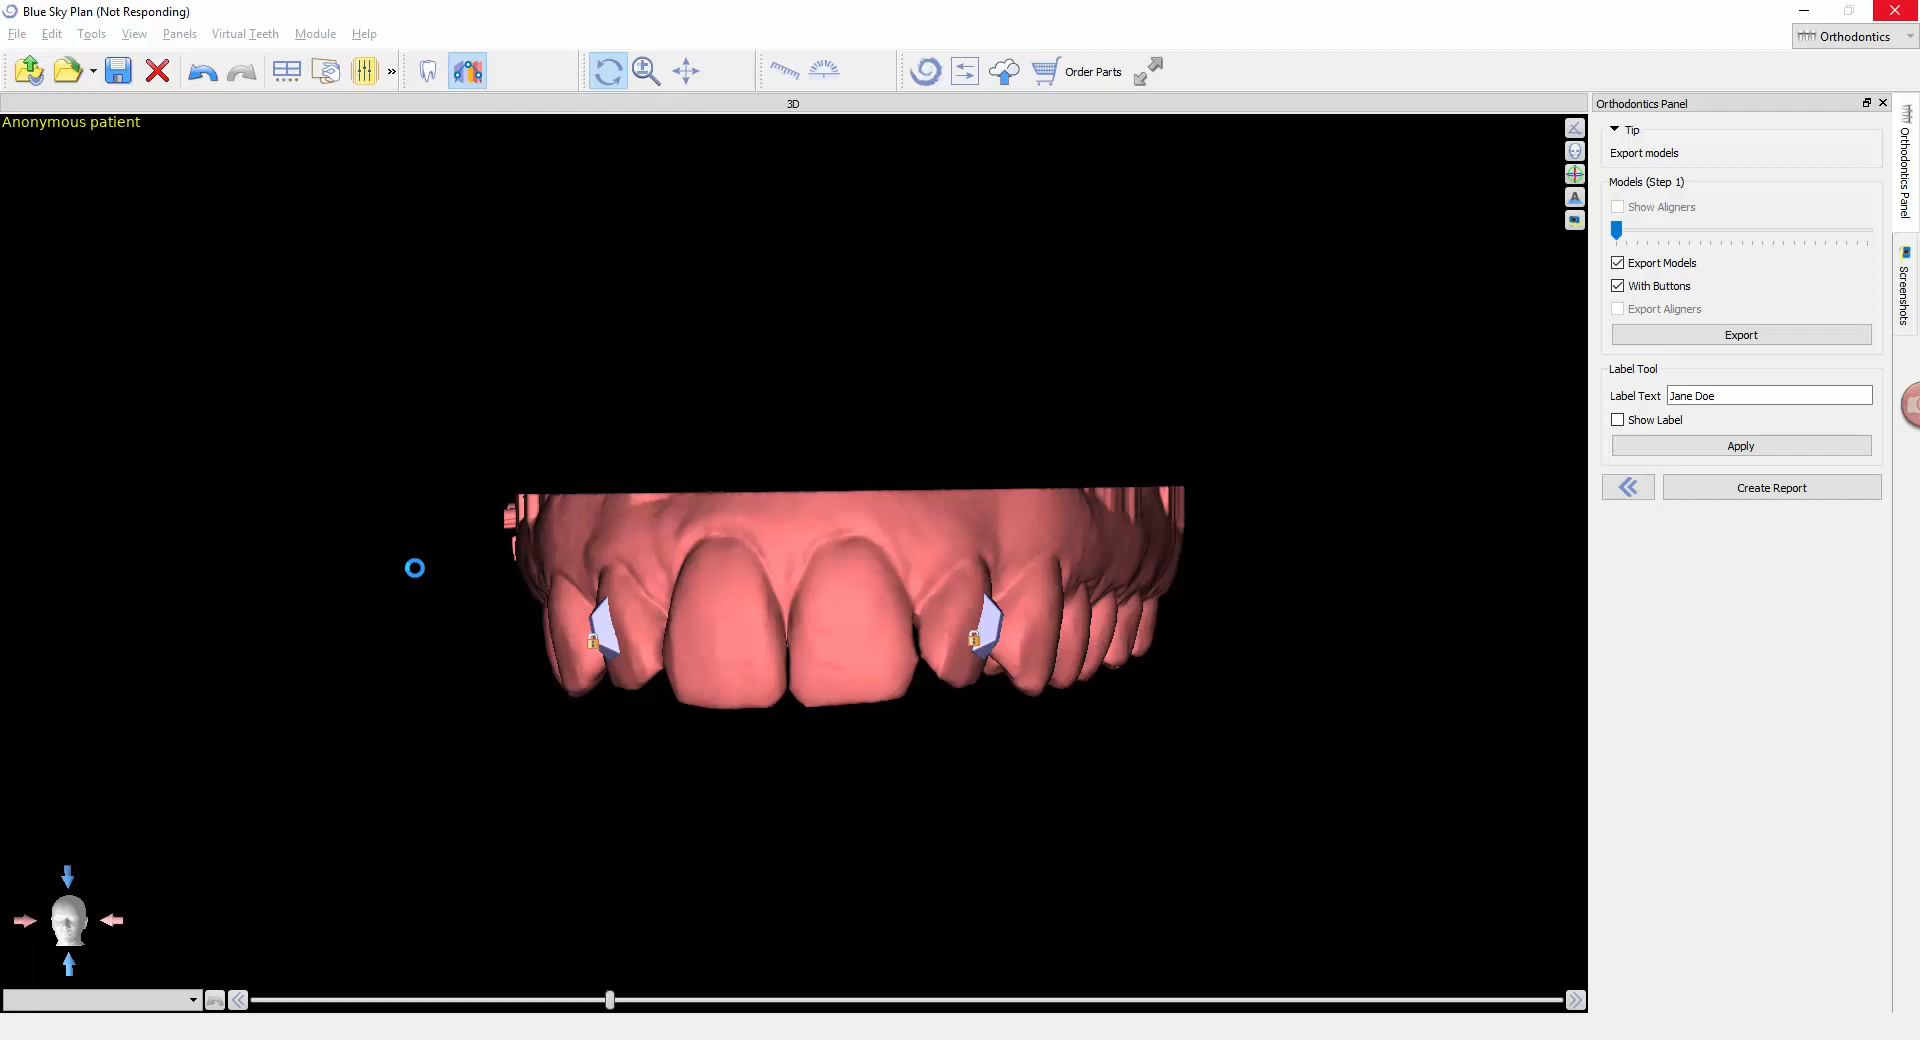 Blue Sky Plan (Not Responding)
File Edit Tools View Panels Virtual Teeth Module Help
Orthodontics
Order Parts
3D
Anonymous patient
Orthodontics Panel
Tip
Export models
Models (Step 1)
Show Aligners
Export Models
With Buttons
Export Aligners
Export
Label Tool
Label Text Jane Doe
Show Label
Apply
Create Report
Orthodontics Panel
Screenshots